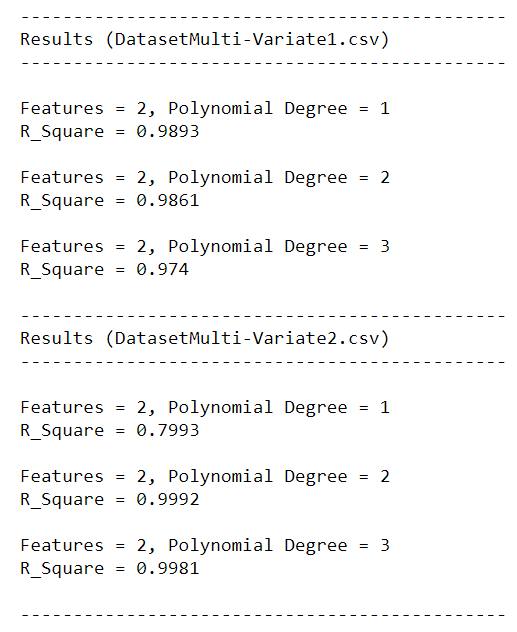 ----------------------------------------------
Results (DatasetMulti-Variate1.csv)
----------------------------------------------
Features = 2, Polynomial Degree = 1
R_Square = 0.9893
Features = 2, Polynomial Degree = 2
R_Square = 0.9861
Features = 2, Polynomial Degree = 3
R_Square = 0.974
----------------------------------------------
Results (DatasetMulti-Variate2.csv)
----------------------------------------------
Features = 2, Polynomial Degree = 1
R_Square = 0.7993
Features = 2, Polynomial Degree = 2
R_Square = 0.9992
Features = 2, Polynomial Degree = 3
R_Square = 0.9981
----------------------------------------------